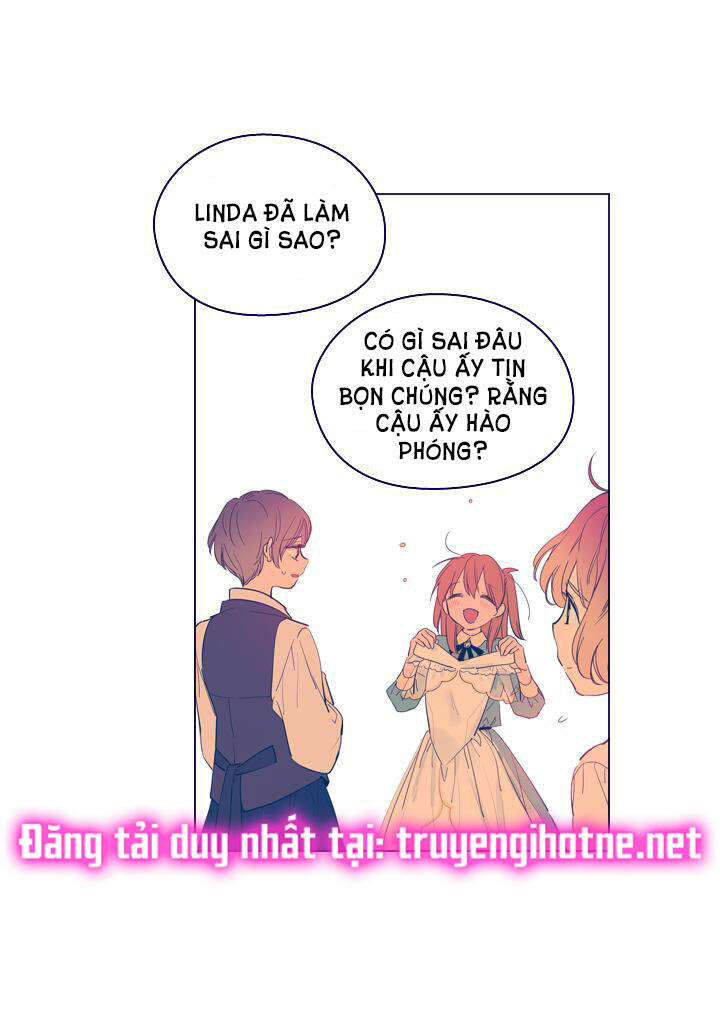 LINDA ĐÃ LÀM
SAI GÌ SAO?
CÓ GÌ SAI ĐÂU
KHI CẬU ẤY TIN
BỌN CHÚNG? RẰNG
CẬU ẤY HÀO
PHÓNG?
Đăng tải duy nhất tại: truyengihotne.net